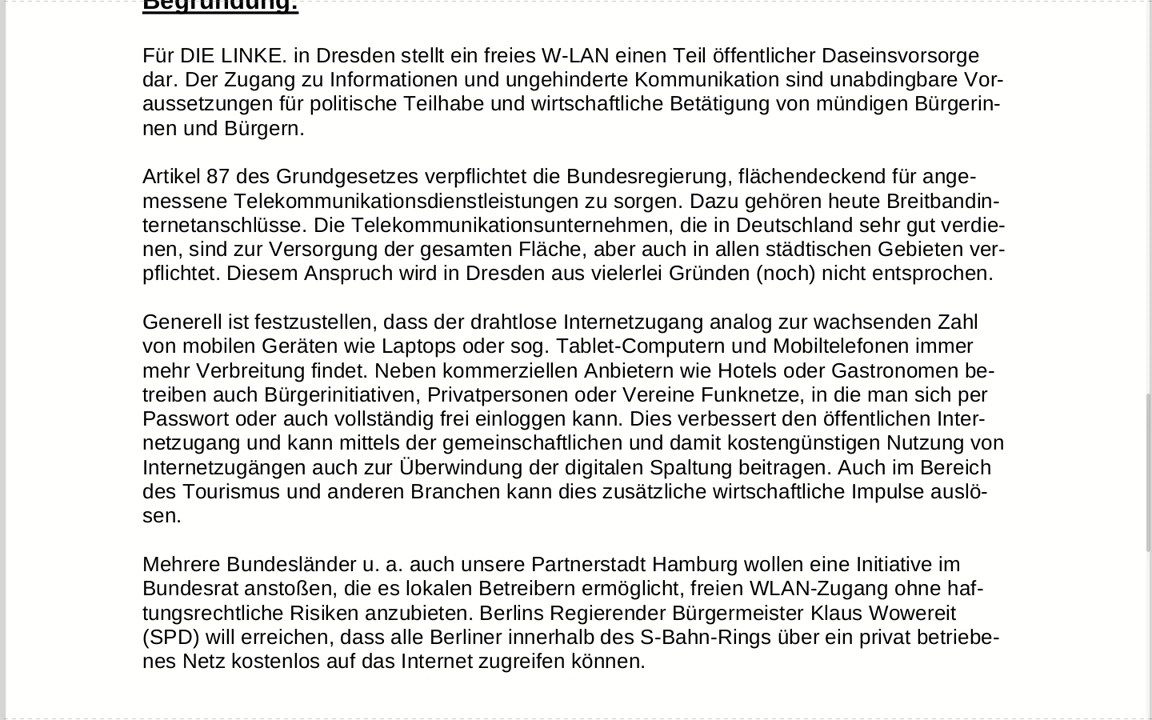 Begründung:
Für DIE LINKE. in Dresden stellt ein freies W-LAN einen Teil öffentlicher Daseinsvorsorge
dar. Der Zugang zu Informationen und ungehinderte Kommunikation sind unabdingbare Vor-
aussetzungen für politische Teilhabe und wirtschaftliche Betätigung von mündigen Bürgerin-
nen und Bürgern.
Artikel 87 des Grundgesetzes verpflichtet die Bundesregierung, flächendeckend für ange-
messene Telekommunikationsdienstleistungen zu sorgen. Dazu gehören heute Breitbandin-
ternetanschlüsse. Die Telekommunikationsunternehmen, die in Deutschland sehr gut verdie-
nen, sind zur Versorgung der gesamten Fläche, aber auch in allen städtischen Gebieten ver-
pflichtet. Diesem Anspruch wird in Dresden aus vielerlei Gründen (noch) nicht entsprochen.
Generell ist festzustellen, dass der drahtlose Internetzugang analog zur wachsenden Zahl
von mobilen Geräten wie Laptops oder sog. Tablet-Computern und Mobiltelefonen immer
mehr Verbreitung findet. Neben kommerziellen Anbietern wie Hotels oder Gastronomen be-
treiben auch Bürgerinitiativen, Privatpersonen oder Vereine Funknetze, in die man sich per
Passwort oder auch vollständig frei einloggen kann. Dies verbessert den öffentlichen Inter-
netzugang und kann mittels der gemeinschaftlichen und damit kostengünstigen Nutzung von
Internetzugängen auch zur Überwindung der digitalen Spaltung beitragen. Auch im Bereich
des Tourismus und anderen Branchen kann dies zusätzliche wirtschaftliche Impulse auslö-
sen.
Mehrere Bundesländer u. a. auch unsere Partnerstadt Hamburg wollen eine Initiative im
Bundesrat anstoßen, die es lokalen Betreibern ermöglicht, freien WLAN-Zugang ohne haf-
tungsrechtliche Risiken anzubieten. Berlins Regierender Bürgermeister Klaus Wowereit
(SPD) will erreichen, dass alle Berliner innerhalb des S-Bahn-Rings über ein privat betriebe-
nes Netz kostenlos auf das Internet zugreifen können.